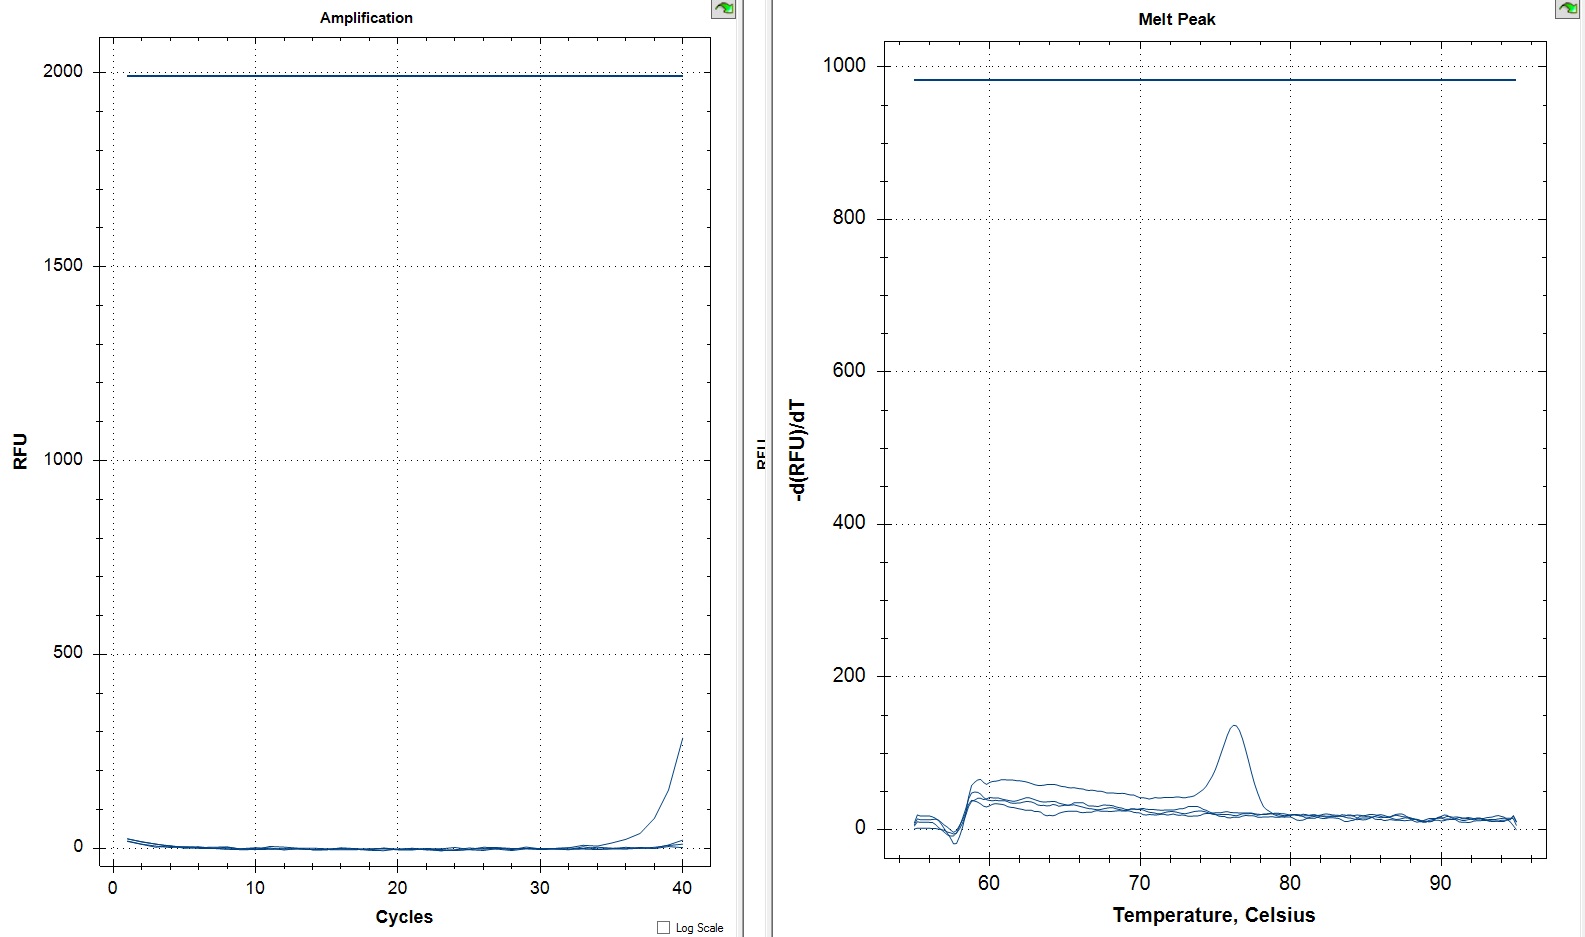 Amplification
2000
1500
1000
500
0
RFU
0 10 20 30 40
Cycles
Log Scale
RFU
Melt Peak
1000
800
600
400
200
0
-d(RFU)/dT
60 70 80 90
Temperature, Celsius